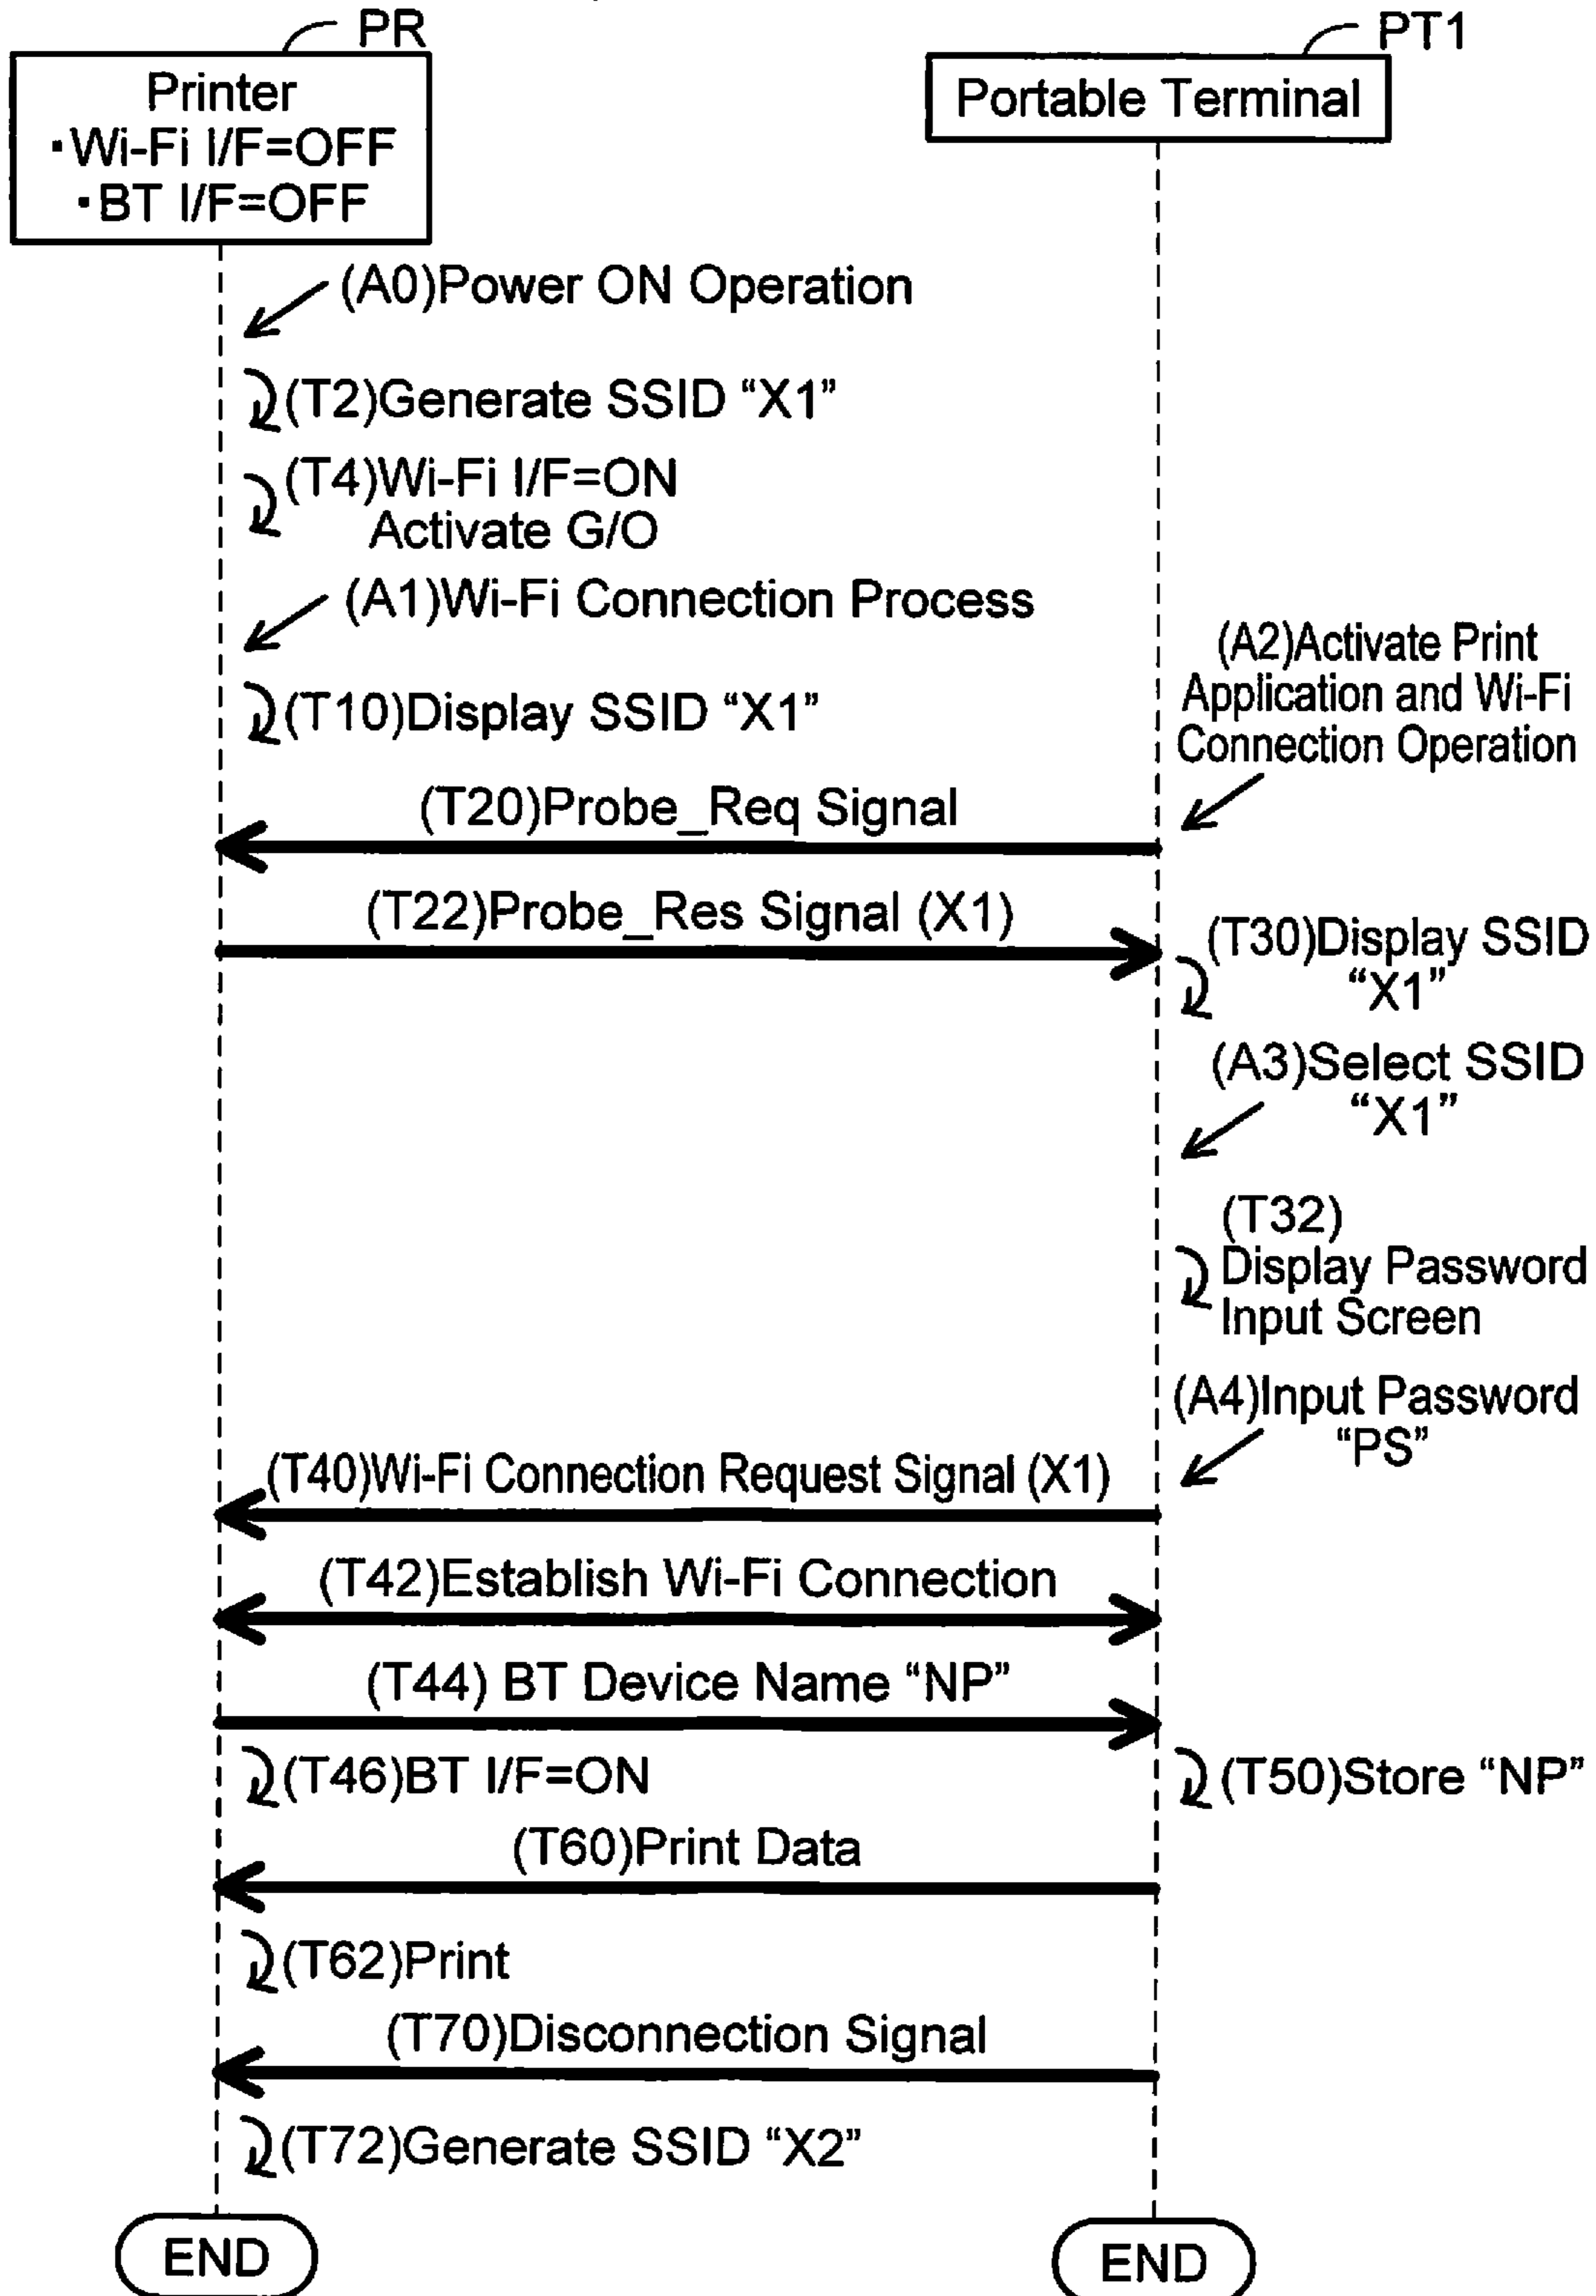 PR
PT1
Printer
・Wi-Fi I/F=OFF
・BT I/F=OFF
Portable Terminal
(A0)Power ON Operation
(T2)Generate SSID “X1”
(T4)Wi-Fi I/F=ON
Activate G/O
(A1)Wi-Fi Connection Process
(A2)Activate Print
Application and Wi-Fi
Connection Operation
(T10)Display SSID “X1”
(T20)Probe_Req Signal
(T22)Probe_Res Signal (X1)
(T30)Display SSID
“X1”
(A3)Select SSID
“X1”
(T32)
Display Password
Input Screen
(A4)Input Password
“PS”
(T40)Wi-Fi Connection Request Signal (X1)
(T42)Establish Wi-Fi Connection
(T44) BT Device Name “NP”
(T46)BT I/F=ON
(T50)Store “NP”
(T60)Print Data
(T62)Print
(T70)Disconnection Signal
(T72)Generate SSID “X2”
END
END